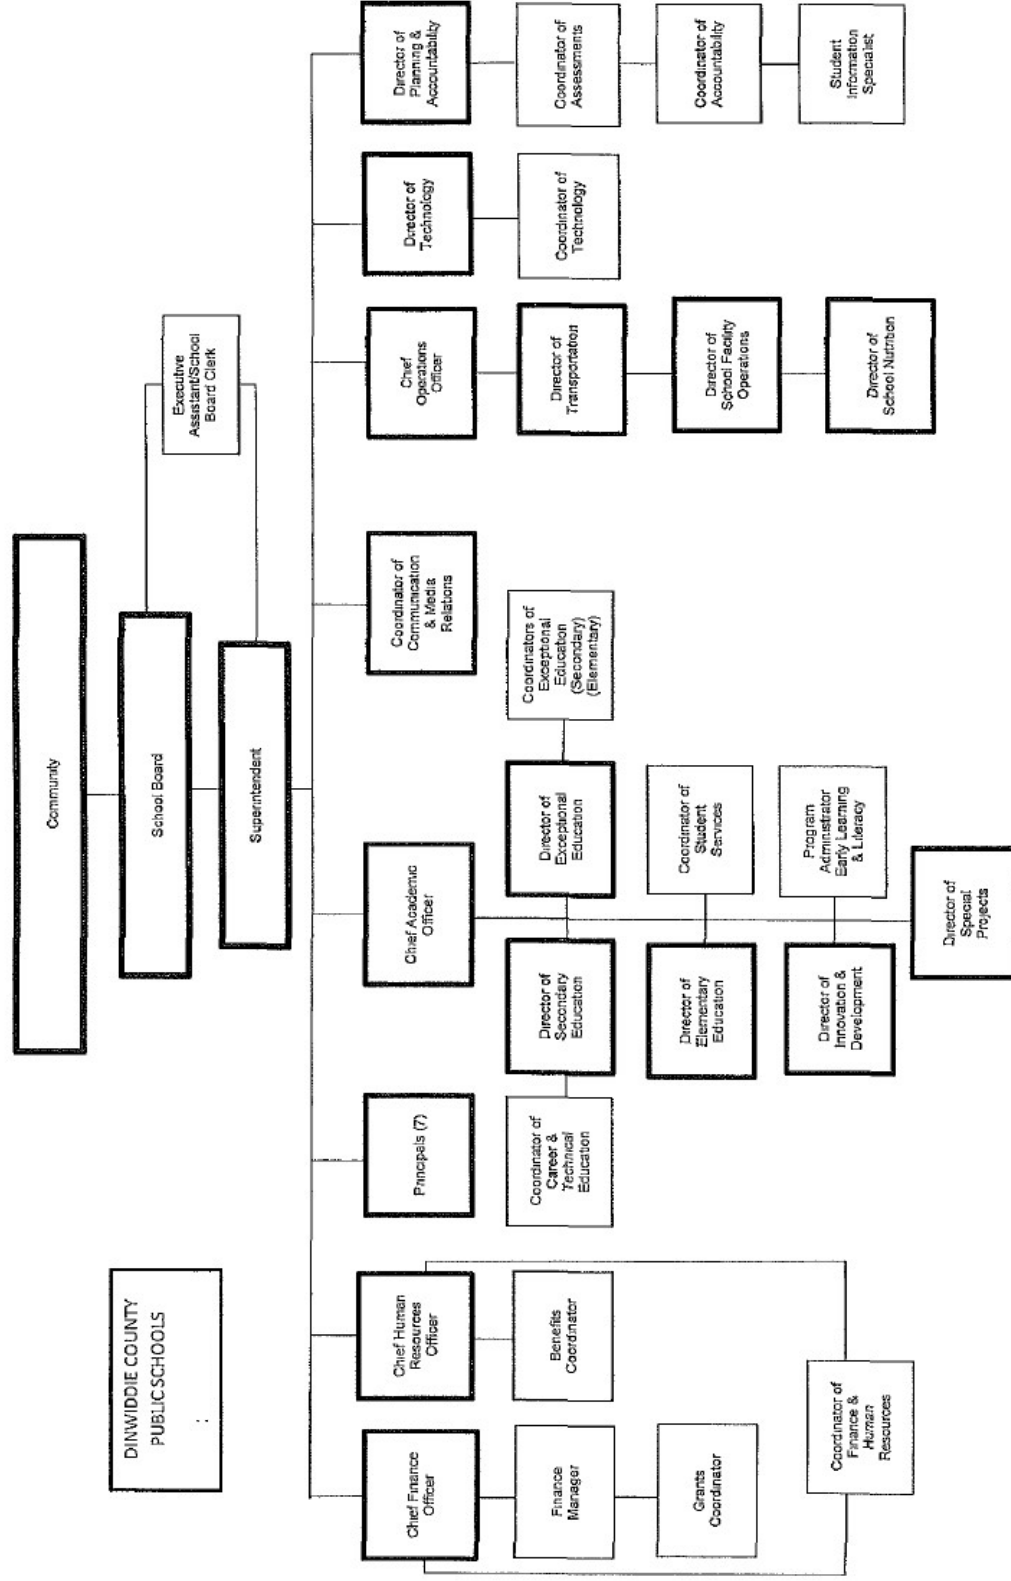 DINWIDDIE COUNTY
PUBLIC SCHOOLS
:
Community
School Board
Executive
Assistant/School
Board Clerk
Superintendent
Chief Finance
Officer
Chief Human
Resources
Officer
Principals (7)
Chief Academic
Officer
Coordinator of
Communication
& Media
Relations
Chief
Operations
Officer
Director of
Technology
Director of
Planning &
Accountability
Finance
Manager
Benefits
Coordinator
Coordinator of
Career &
Technical
Education
Director of
Secondary
Education
Director of
Exceptional
Education
Coordinators of
Exceptional
Education
(Secondary)
(Elementary)
Director of
Transportation
Coordinator of
Technology
Coordinator of
Assessments
Grants
Coordinator
Director of
Elementary
Education
Coordinator of
Student
Services
Director of
School Facility
Operations
Coordinator of
Accountability
Coordinator of
Finance &
Human
Resources
Director of
Innovation &
Development
Program
Administrator
Early Learning
& Literacy
Director of
School Nutrition
Student
Information
Specialist
Director of
Special
Projects